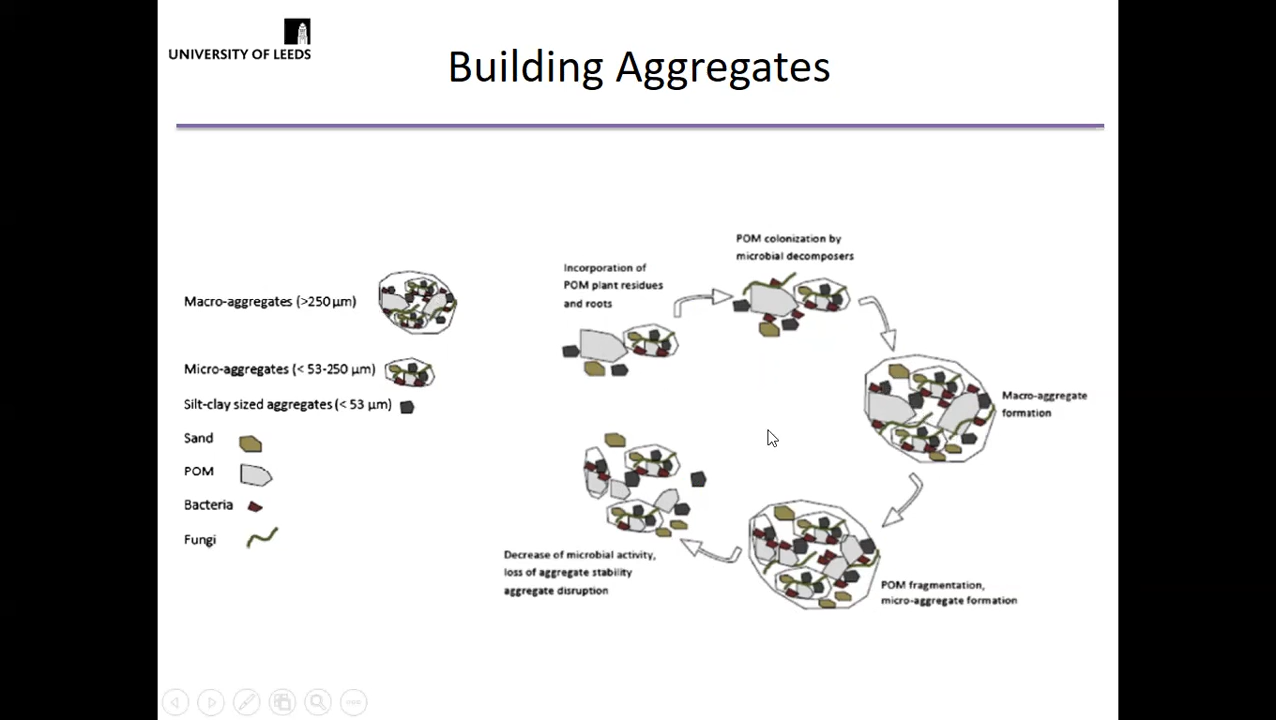 UNIVERSITY OF LEEDS
Building Aggregates
Macro-aggregates (>250 µm)
Micro-aggregates (< 53-250 µm)
Silt-clay sized aggregates (< 53 µm)
Sand
POM
Bacteria
Fungi
Incorporation of
POM plant residues
and roots
POM colonization by
microbial decomposers
Macro-aggregate
formation
POM fragmentation,
micro-aggregate formation
Decrease of microbial activity,
loss of aggregate stability
aggregate disruption